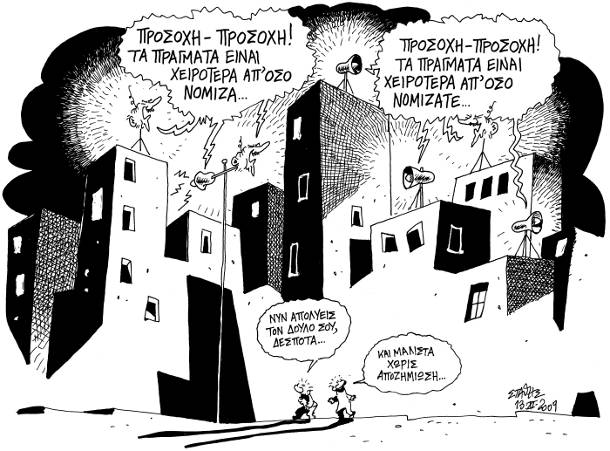 ΠΡΟΣΟΧΗ - ΠΡΟΣΟΧΗ!
ΤΑ ΠΡΑΓΜΑΤΑ ΕΙΝΑΙ
ΧΕΙΡΟΤΕΡΑ ΑΠ' ΟΣΟ
ΝΟΜΙΖΑ...
ΠΡΟΣΟΧΗ - ΠΡΟΣΟΧΗ!
ΤΑ ΠΡΑΓΜΑΤΑ ΕΙΝΑΙ
ΧΕΙΡΟΤΕΡΑ ΑΠ' ΟΣΟ
ΝΟΜΙΖΑΤΕ...
ΝΥΝ ΑΠΟΛΥΕΙΣ
ΤΟΝ ΔΟΥΛΟ ΣΟΥ,
ΔΕΣΠΟΤΑ...
ΚΑΙ ΜΑΛΙΣΤΑ
ΧΩΡΙΣ
ΑΠΟΖΗΜΙΩΣΗ...
ΣΤΑΘΗΣ